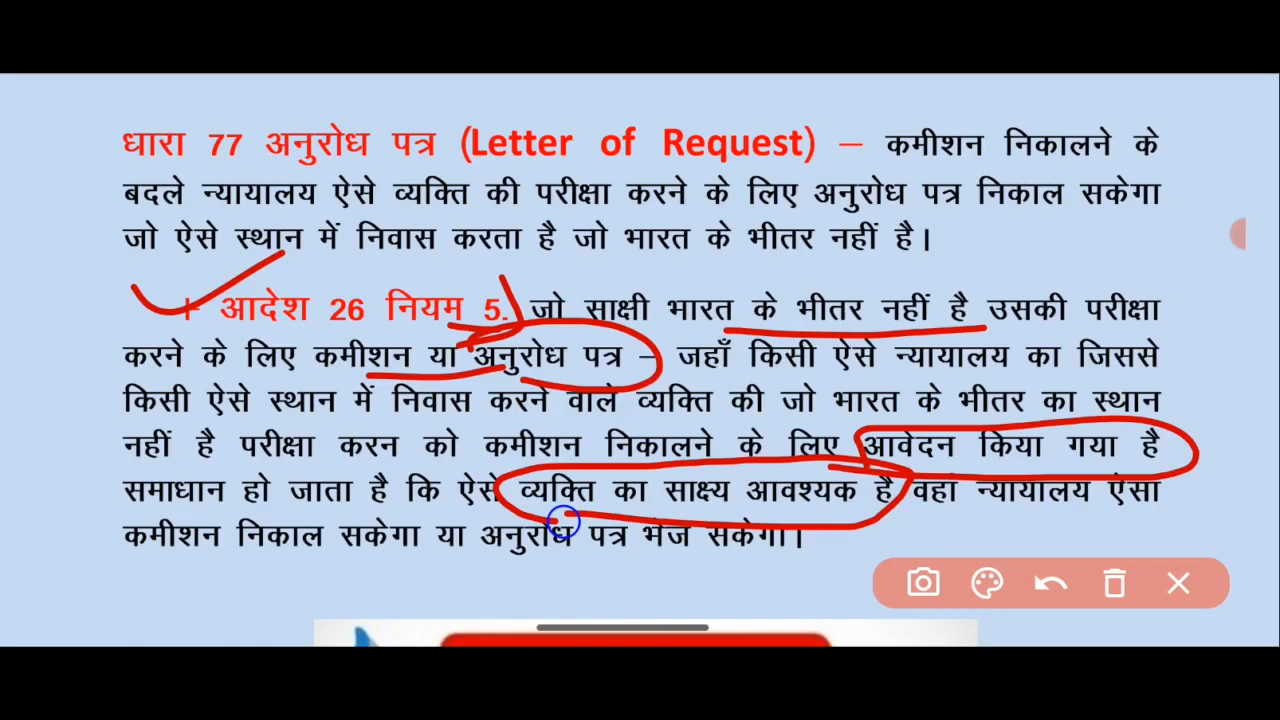 धारा 77 अनुरोध पत्र (Letter of Request) – कमीशन निकालने के
बदले न्यायालय ऐसे व्यक्ति की परीक्षा करने के लिए अनुरोध पत्र निकाल सकेगा
जो ऐसे स्थान में निवास करता है जो भारत के भीतर नहीं है।
+ आदेश 26 नियम 5. जो साक्षी भारत के भीतर नहीं है उसकी परीक्षा
करने के लिए कमीशन या अनुरोध पत्र – जहाँ किसी ऐसे न्यायालय का जिससे
किसी ऐसे स्थान में निवास करने वाले व्यक्ति की जो भारत के भीतर का स्थान
नहीं है परीक्षा करन को कमीशन निकालने के लिए आवेदन किया गया है
समाधान हो जाता है कि ऐसे व्यक्ति का साक्ष्य आवश्यक है वहां न्यायालय ऐसा
कमीशन निकाल सकेगा या अनुरोध पत्र भेज सकेगा।